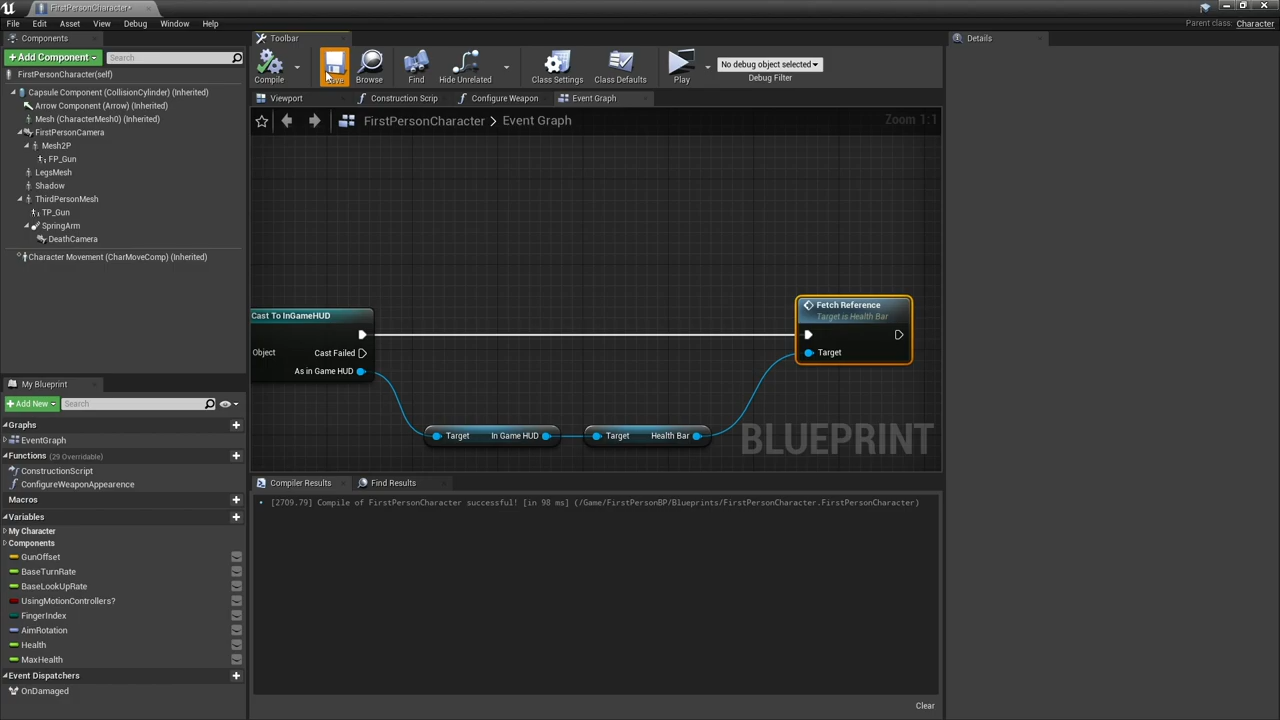 FirstPersonCharacter*
File Edit Asset View Debug Window Help
Parent class: Character
Components
Add Component
Search
FirstPersonCharacter(self)
Capsule Component (CollisionCylinder) (Inherited)
Arrow Component (Arrow) (Inherited)
Mesh (CharacterMesh0) (Inherited)
FirstPersonCamera
Mesh2P
FP_Gun
LegsMesh
Shadow
ThirdPersonMesh
TP_Gun
SpringArm
DeathCamera
Character Movement (CharMoveComp) (Inherited)
My Blueprint
Add New
Search
Graphs
EventGraph
Functions (29 Overridable)
ConstructionScript
ConfigureWeaponAppearence
Macros
Variables
My Character
Components
GunOffset
BaseTurnRate
BaseLookUpRate
UsingMotionControllers?
FingerIndex
AimRotation
Health
MaxHealth
Event Dispatchers
OnDamaged
Toolbar
Compile
Save
Browse
Find
Hide Unrelated
Class Settings
Class Defaults
Play
No debug object selected
Debug Filter
Viewport
Construction Scrip
Configure Weapon
Event Graph
FirstPersonCharacter > Event Graph
Zoom 1:1
Cast To InGameHUD
Object
Cast Failed
As in Game HUD
Target In Game HUD
Target Health Bar
Fetch Reference
Target is Health Bar
Target
BLUEPRINT
Compiler Results
Find Results
[2709.79] Compile of FirstPersonCharacter successful! [in 98 ms] (/Game/FirstPersonBP/Blueprints/FirstPersonCharacter.FirstPersonCharacter)
Clear
Details